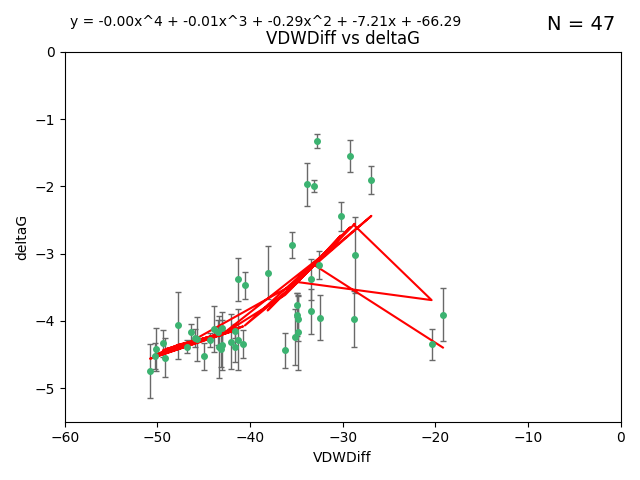 y = -0.00x^4 + -0.01x^3 + -0.29x^2 + -7.21x + -66.29
N = 47
VDWDiff vs deltaG
0
−1
−2
−3
−4
−5
deltaG
−60 −50 −40 −30 −20 −10 0
VDWDiff